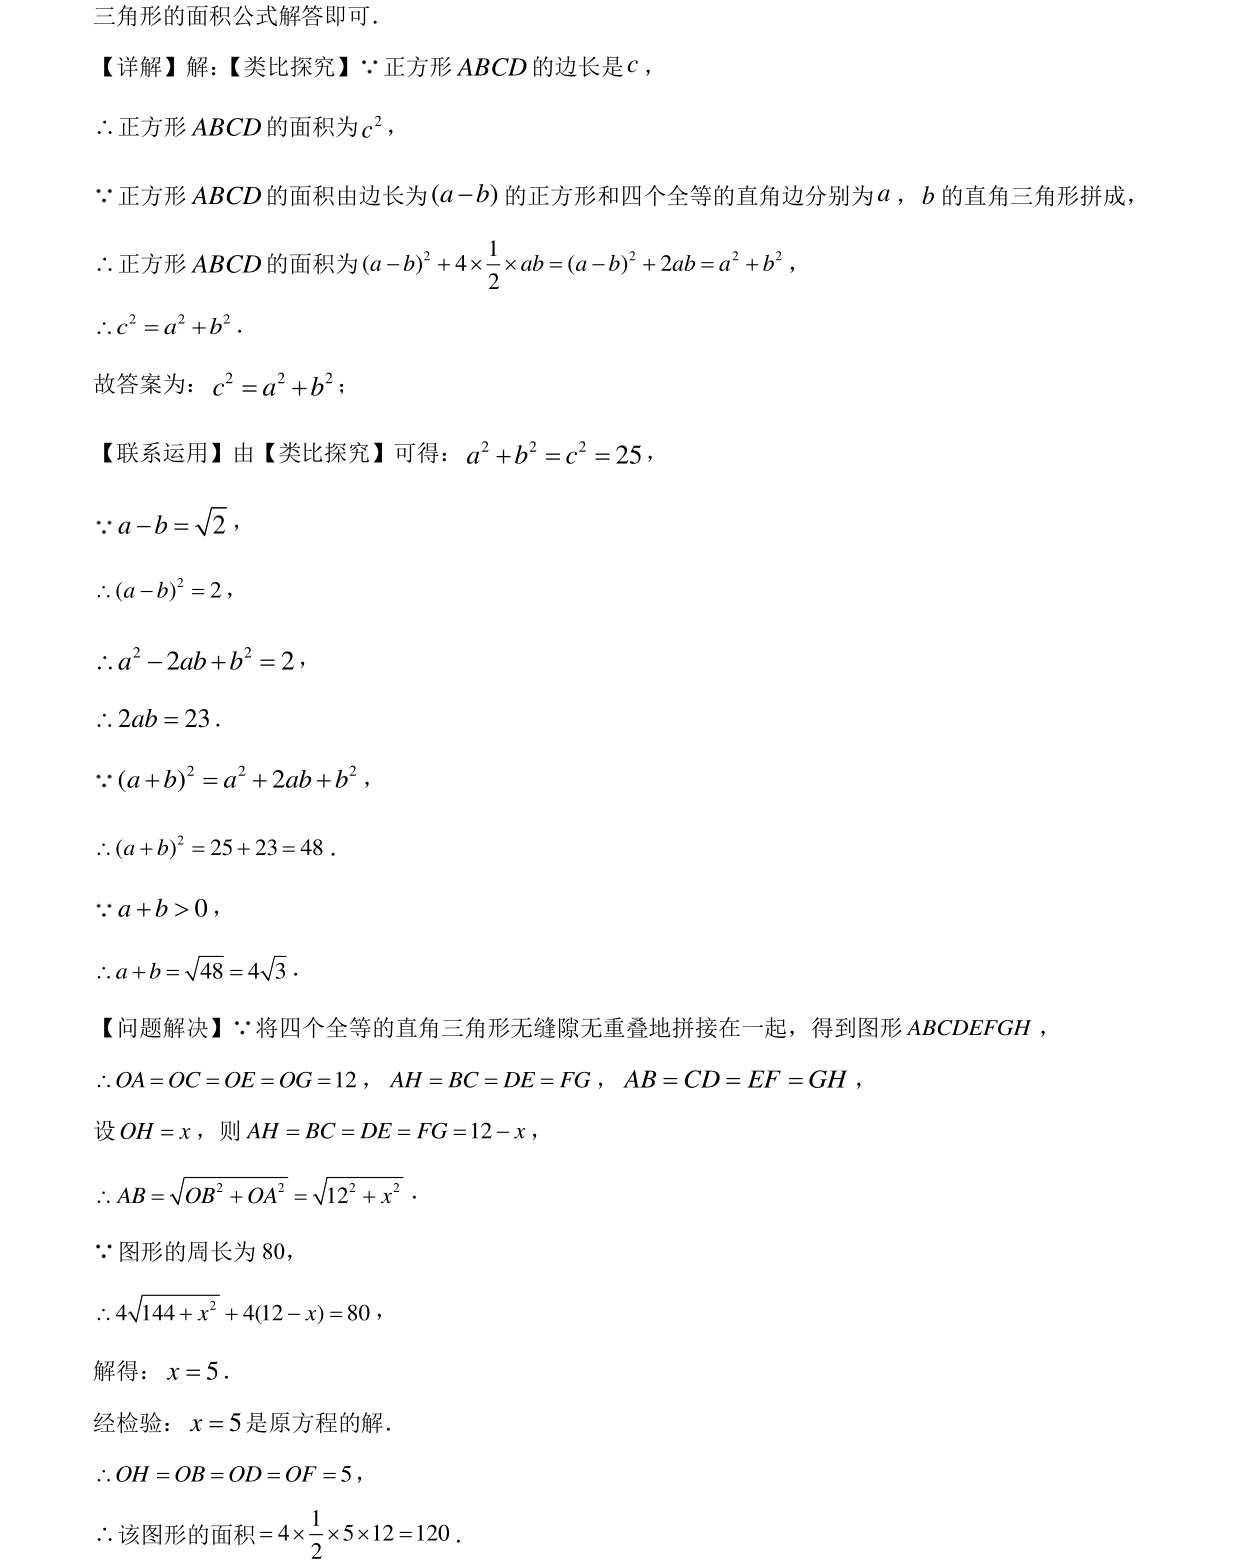 三角形的面积公式解答即可．
【详解】解：【类比探究】∵正方形ABCD的边长是c，
∴正方形ABCD的面积为c²，
∵正方形ABCD的面积由边长为(a−b)的正方形和四个全等的直角边分别为a，b的直角三角形拼成，
∴正方形ABCD的面积为(a−b)²+4×1/2×ab=(a−b)²+2ab=a²+b²，
∴c²=a²+b²．
故答案为：c²=a²+b²；
【联系运用】由【类比探究】可得：a²+b²=c²=25，
∵a−b=√2，
∴(a−b)²=2，
∴a²−2ab+b²=2，
∴2ab=23．
∵(a+b)²=a²+2ab+b²，
∴(a+b)²=25+23=48．
∵a+b>0，
∴a+b=√48=4√3．
【问题解决】∵将四个全等的直角三角形无缝隙无重叠地拼接在一起，得到图形ABCDEFGH，
∴OA=OC=OE=OG=12，AH=BC=DE=FG，AB=CD=EF=GH，
设OH=x，则AH=BC=DE=FG=12−x，
∴AB=√(OB²+OA²)=√(12²+x²)．
∵图形的周长为80，
∴4√(144+x²)+4(12−x)=80，
解得：x=5．
经检验：x=5是原方程的解．
∴OH=OB=OD=OF=5，
∴该图形的面积=4×1/2×5×12=120．